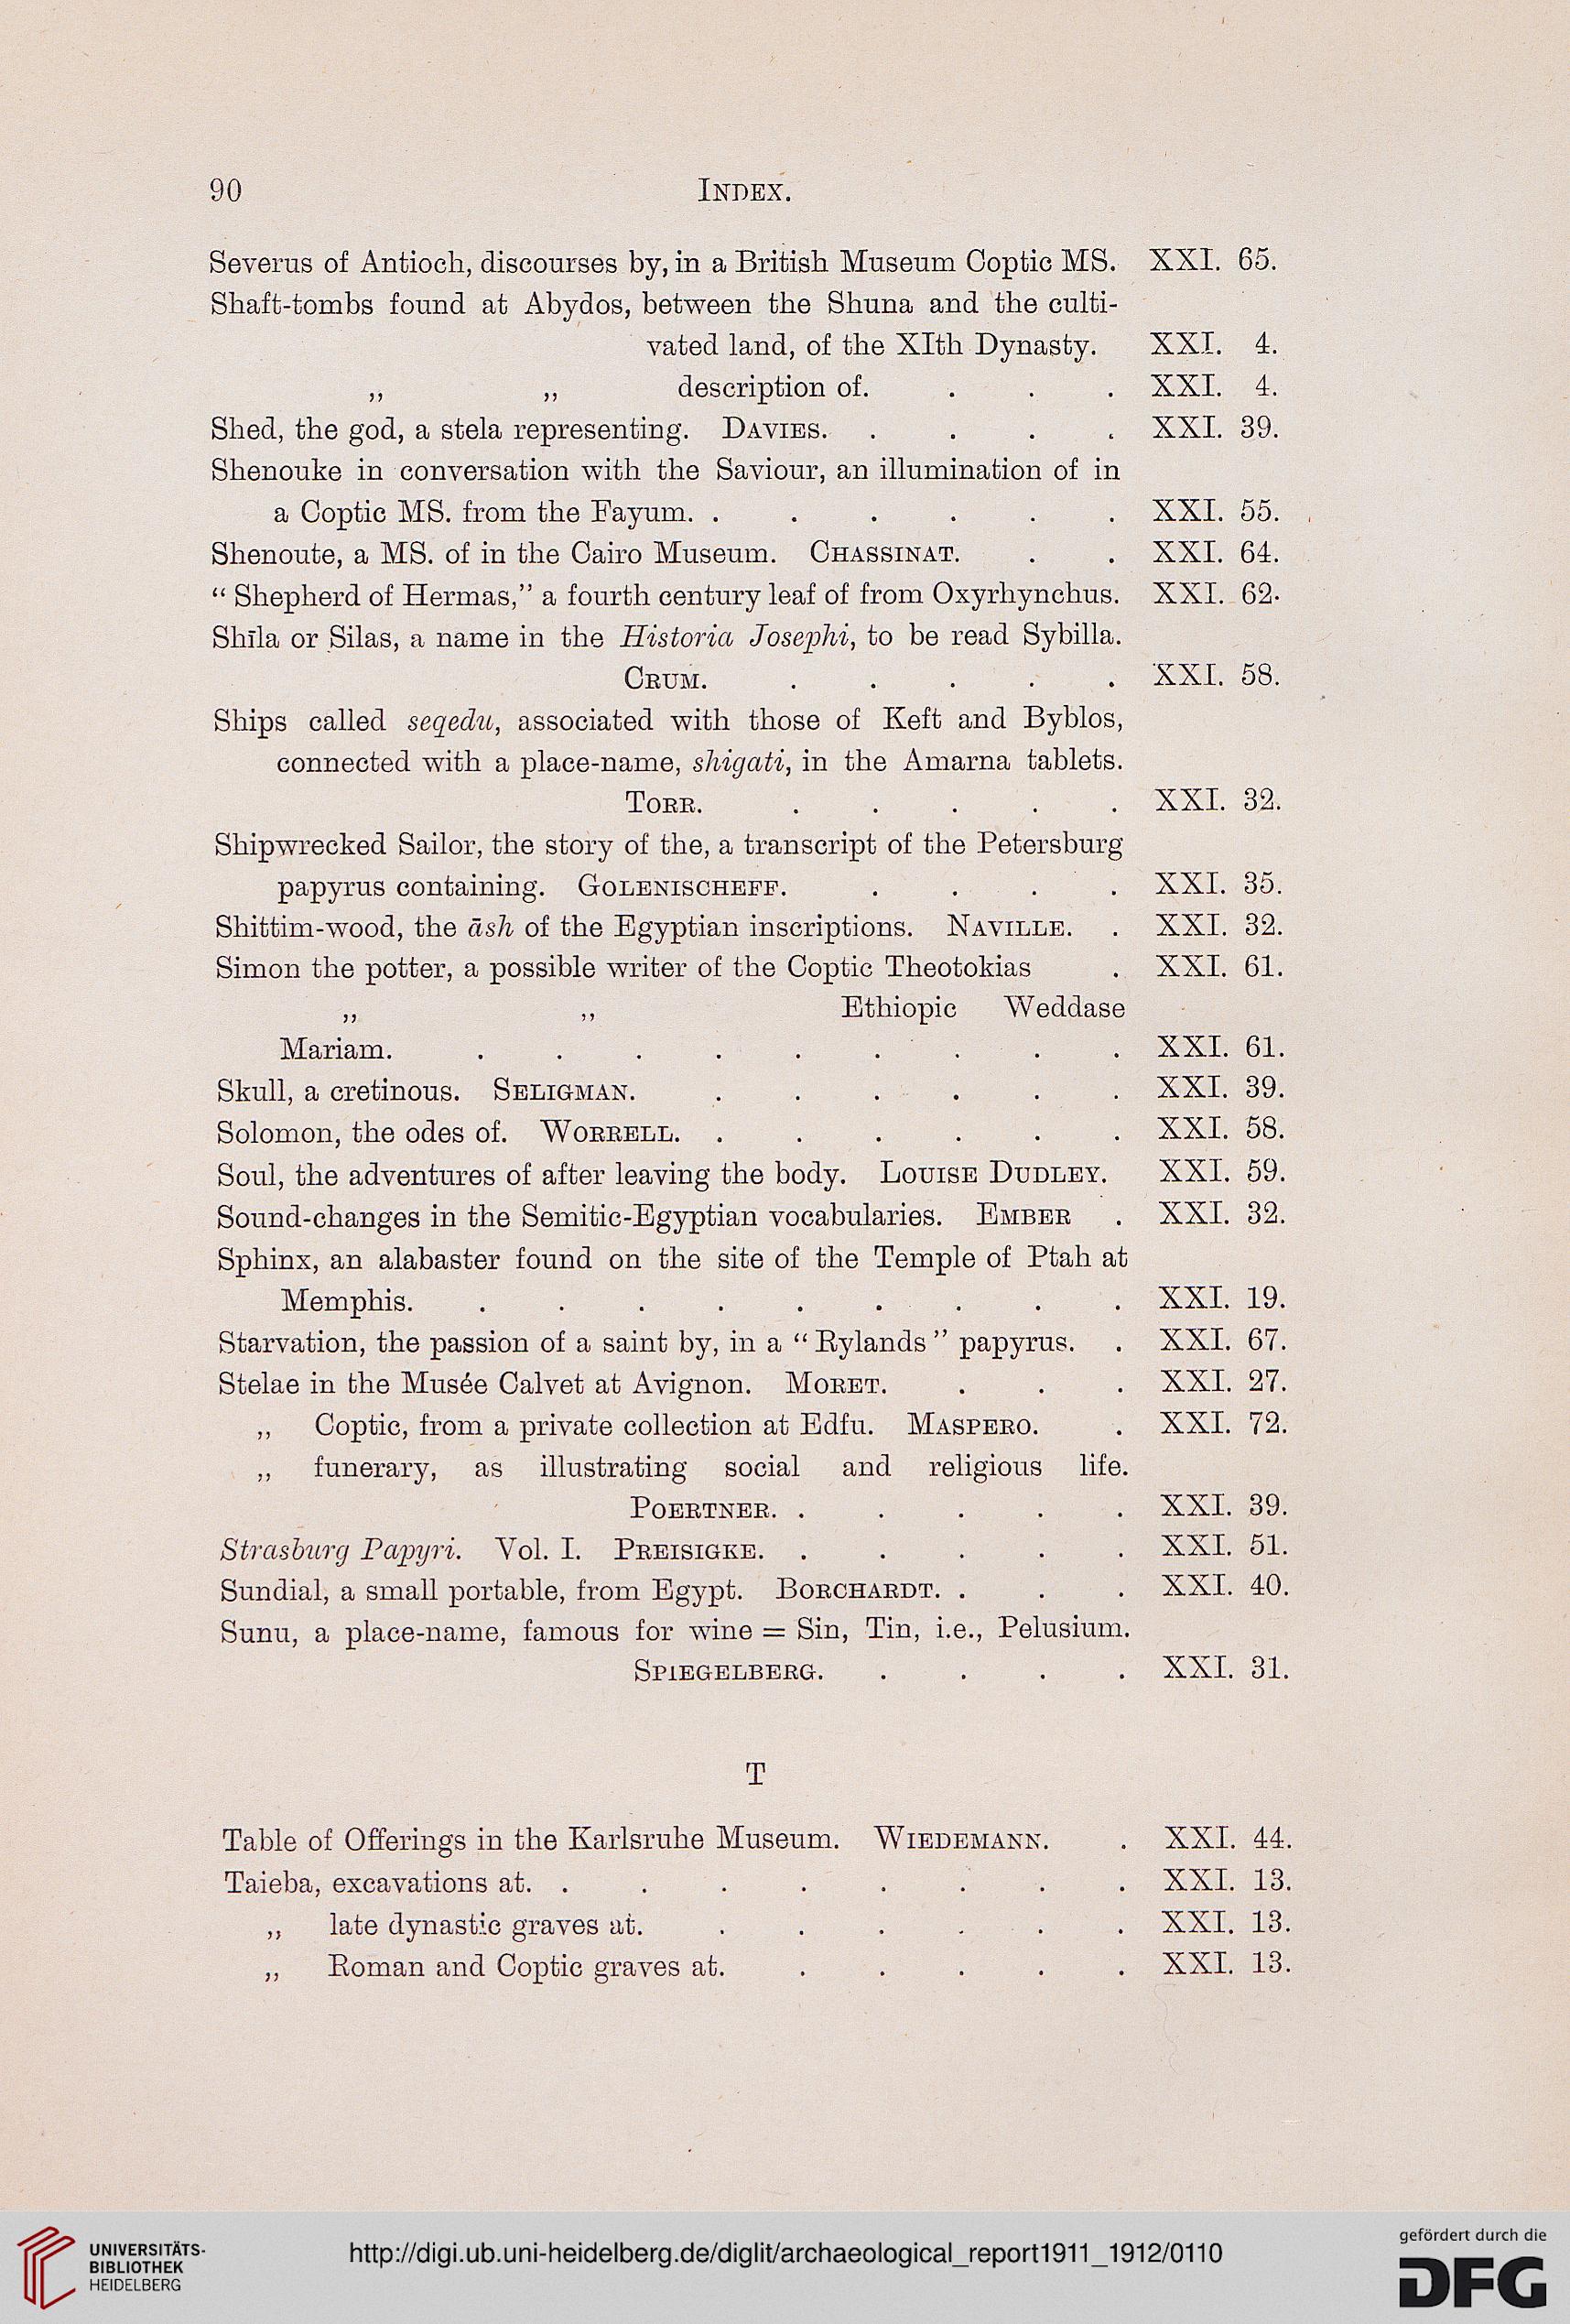 90 INDEX.
Severus of Antioch, discourses by, in a British Museum Coptic MS. XXI. 65.
Shaft-tombs found at Abydos, between the Shuna and the culti-
vated land, of the XIth Dynasty. XXI. 4.
„ „ description of. . . . XXI. 4.
Shed, the god, a stela representing. DAVIES. . . . . XXI. 39.
Shenouke in conversation with the Saviour, an illumination of in
a Coptic MS. from the Fayum. . . . . . . XXI. 55.
Shenoute, a MS. of in the Cairo Museum. CHASSINAT. . . XXI. 64.
“Shepherd of Hermas,” a fourth century leaf of from Oxyrhynchus. XXI. 62.
Shīla or Silas, a name in the Historia Josephi, to be read Sybilla.
CRUM. . . . . . XXI. 58.
Ships called seqedu, associated with those of Keft and Byblos,
connected with a place-name, shigati, in the Amarna tablets.
TORR. . . . . . XXI. 32.
Shipwrecked Sailor, the story of the, a transcript of the Petersburg
papyrus containing. GOLENISCHEFF. . . . . XXI. 35.
Shittim-wood, the āsh of the Egyptian inscriptions. NAVILLE. . XXI. 32.
Simon the potter, a possible writer of the Coptic Theotokias . XXI. 61.
„ „ Ethiopic Weddase
Mariam. . . . . . . . . . XXI. 61.
Skull, a cretinous. SELIGMAN. . . . . . . XXI. 39.
Solomon, the odes of. WORRELL. . . . . . . XXI. 58.
Soul, the adventures of after leaving the body. LOUISE DUDLEY. XXI. 59.
Sound-changes in the Semitic-Egyptian vocabularies. EMBER . XXI. 32.
Sphinx, an alabaster found on the site of the Temple of Ptah at
Memphis. . . . . . . . . . XXI. 19.
Starvation, the passion of a saint by, in a “Rylands” papyrus. . XXI. 67.
Stelae in the Musée Calvet at Avignon. MORET. . . . XXI. 27.
„ Coptic, from a private collection at Edfu. MASPERO. . XXI. 72.
„ funerary, as illustrating social and religious life.
POERTNER. . . . . . XXI. 39.
Strasburg Papyri. Vol. I. PREISIGKE. . . . . . XXI. 51.
Sundial, a small portable, from Egypt. BORCHARDT. . . . XXI. 40.
Sunu, a place-name, famous for wine = Sin, Tin, i.e., Pelusium.
SPIEGELBERG. . . . . XXI. 31.
T
Table of Offerings in the Karlsruhe Museum. WIEDEMANN. . XXI. 44.
Taieba, excavations at. . . . . . . . . XXI. 13.
„ late dynastic graves at. . . . . . . XXI. 13.
„ Roman and Coptic graves at. . . . . . XXI. 13.
UNIVERSITÄTS-
BIBLIOTHEK
HEIDELBERG
http://digi.ub.uni-heidelberg.de/diglit/archaeological_report1911_1912/0110
gefördert durch die
DFG